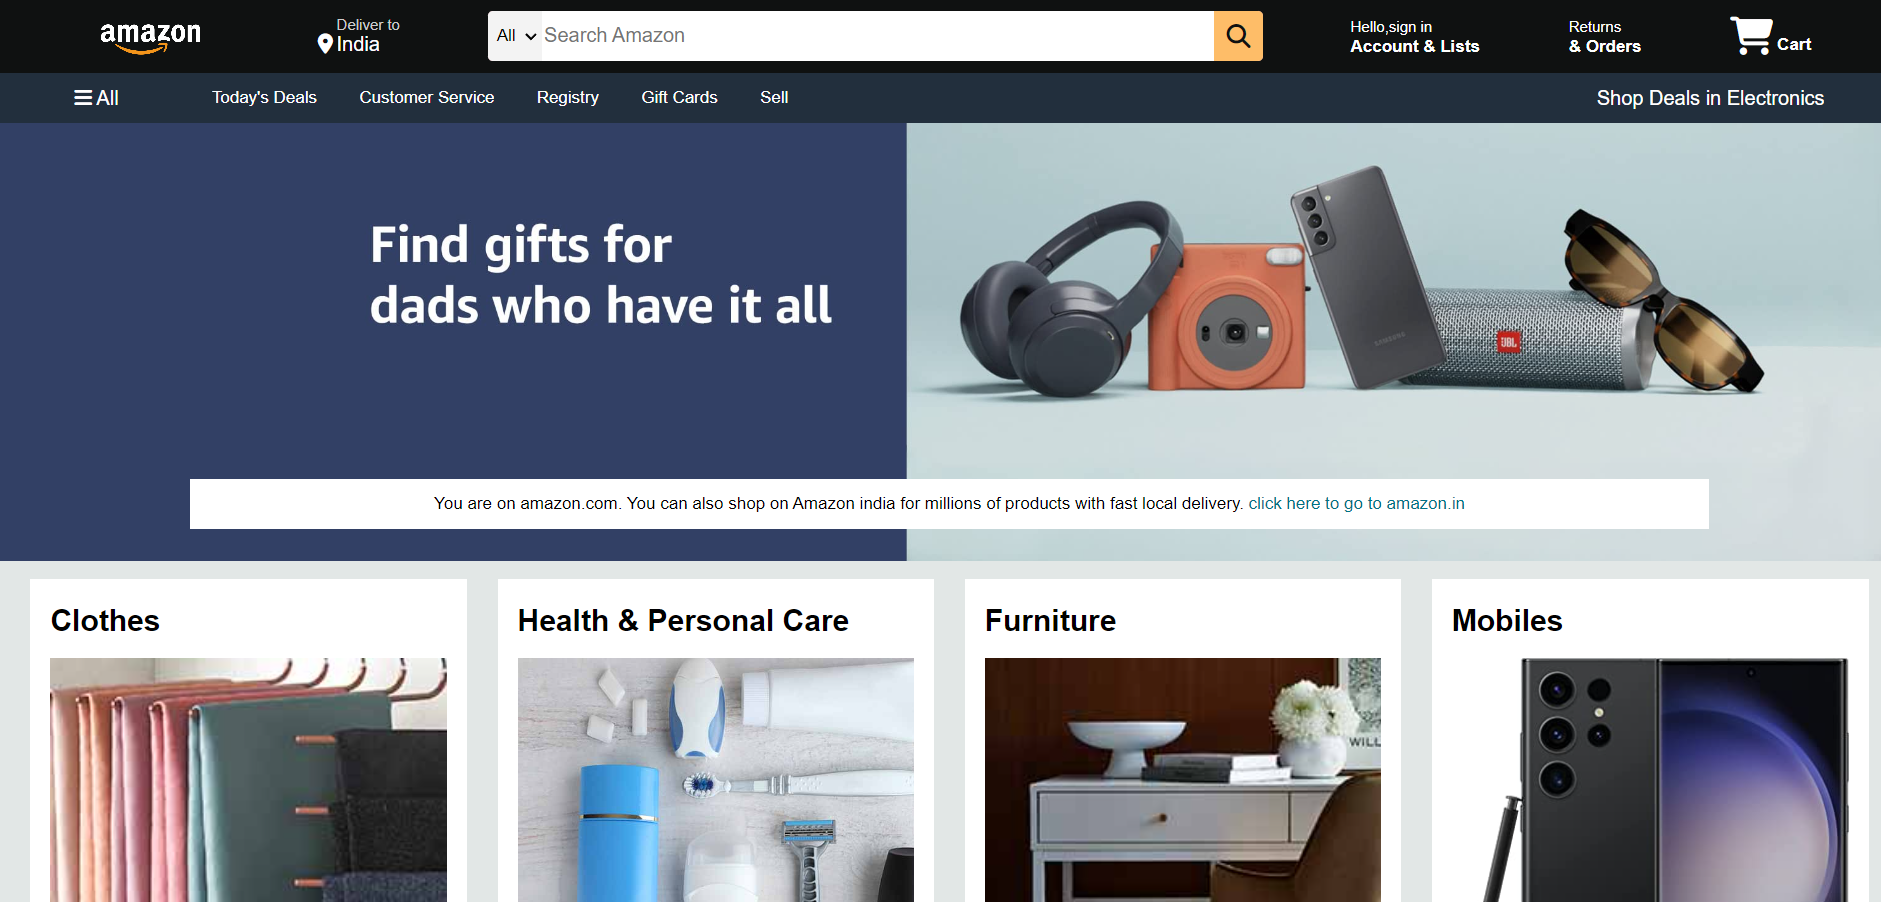 amazon
Deliver to
India
All
Search Amazon
Hello,sign in
Account & Lists
Returns
& Orders
Cart
All
Today's Deals
Customer Service
Registry
Gift Cards
Sell
Shop Deals in Electronics
Find gifts for
dads who have it all
SAMSUNG
JBL
You are on amazon.com. You can also shop on Amazon india for millions of products with fast local delivery. click here to go to amazon.in
Clothes
Health & Personal Care
Furniture
Mobiles
WILL